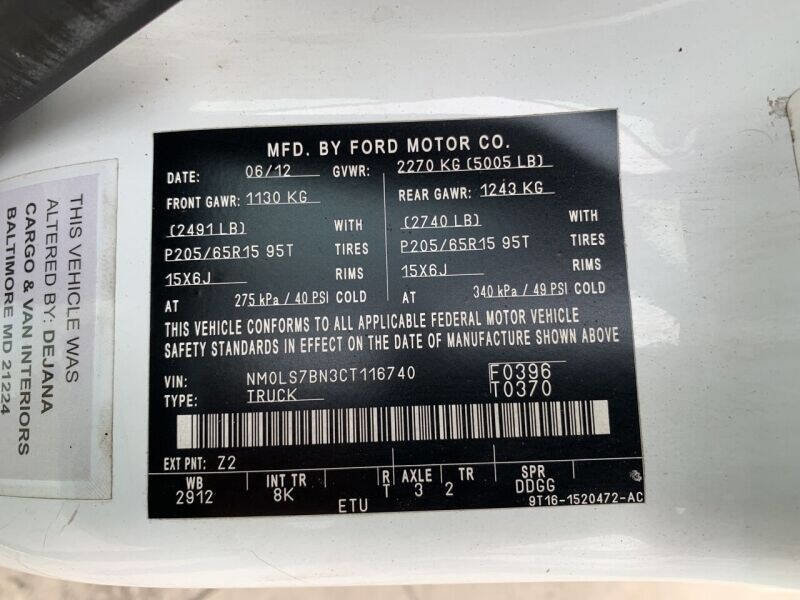 MFD. BY FORD MOTOR CO.
DATE: 06/12 GVWR: 2270 KG (5005 LB)
FRONT GAWR: 1130 KG REAR GAWR: 1243 KG
(2491 LB) WITH (2740 LB) WITH
P205/65R15 95T TIRES P205/65R15 95T TIRES
15X6J RIMS 15X6J RIMS
AT 275 kPa / 40 PSI COLD AT 340 kPa / 49 PSI COLD
THIS VEHICLE CONFORMS TO ALL APPLICABLE FEDERAL MOTOR VEHICLE
SAFETY STANDARDS IN EFFECT ON THE DATE OF MANUFACTURE SHOWN ABOVE
VIN: NM0LS7BN3CT116740 F0396
TYPE: TRUCK T0370
EXT PNT: Z2
WB INT TR R AXLE TR SPR
2912 8K T 3 2 DDGG
ETU 9T16-1520472-AC
THIS VEHICLE WAS
ALTERED BY: DEJANA
CARGO & VAN INTERIORS
BALTIMORE MD 21224